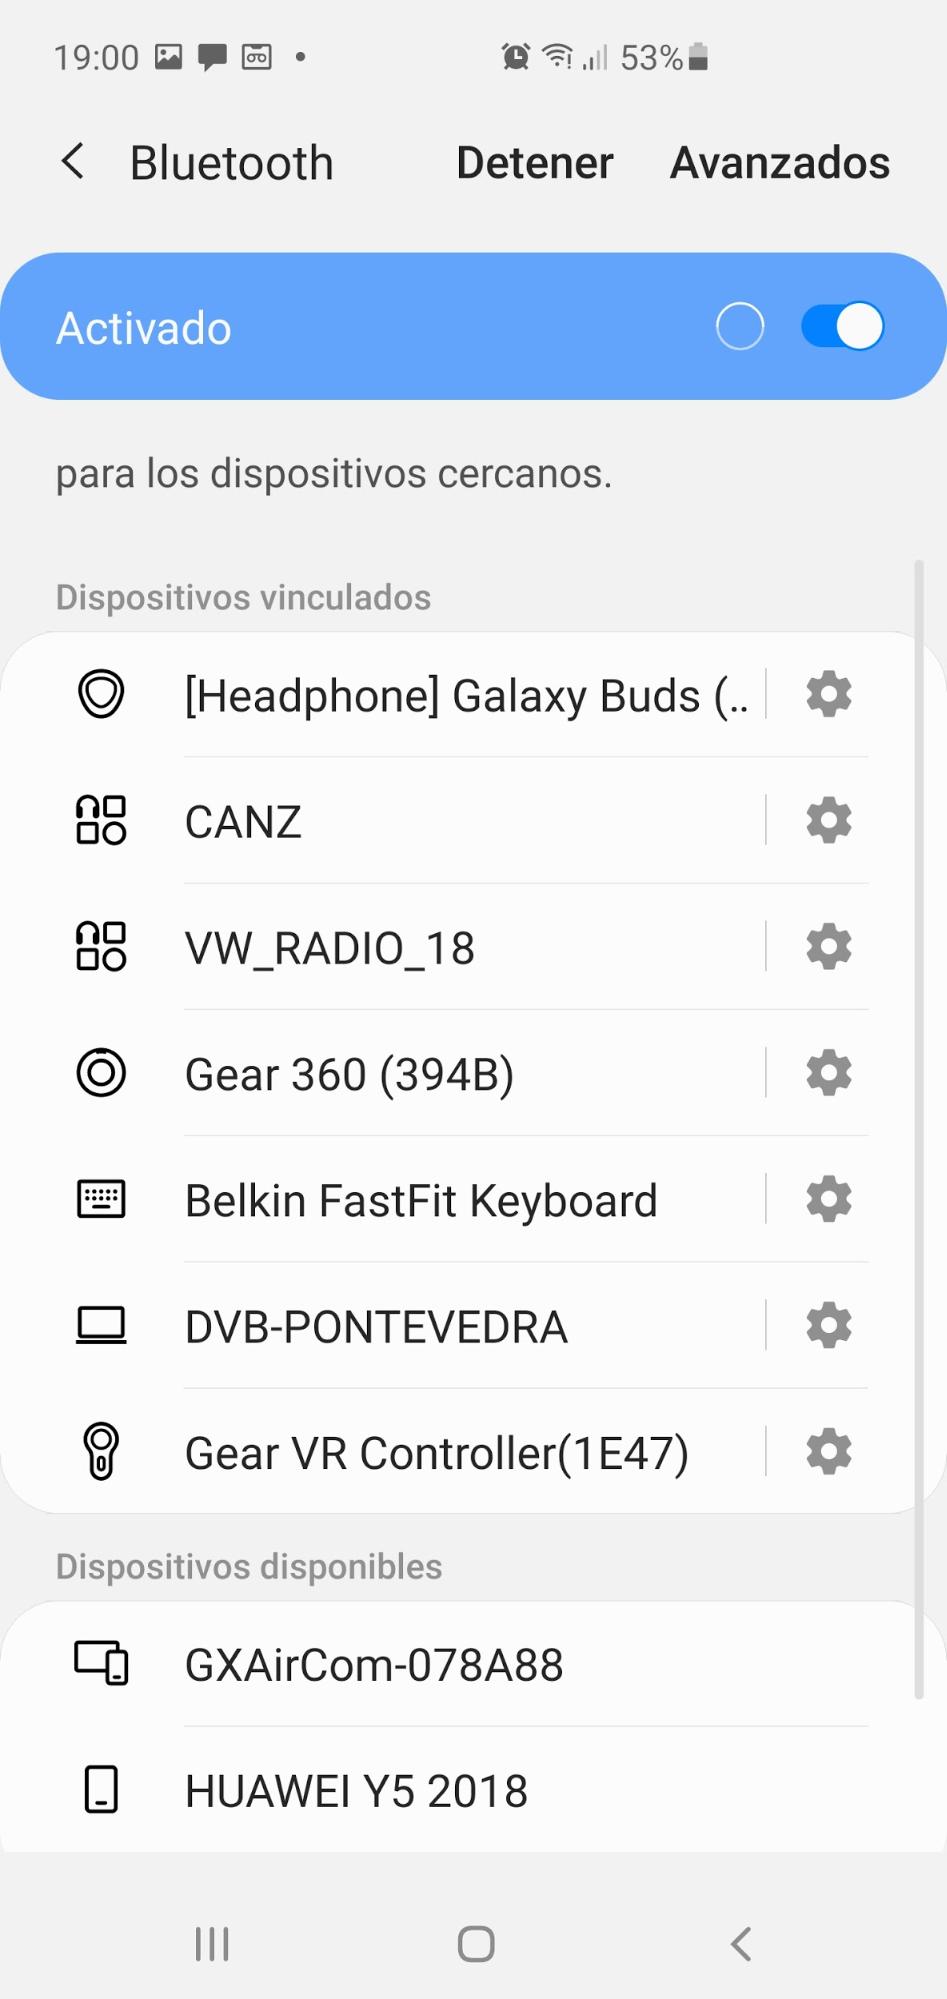 19:00 53%
Bluetooth Detener Avanzados
Activado
para los dispositivos cercanos.
Dispositivos vinculados
[Headphone] Galaxy Buds (..
CANZ
VW_RADIO_18
Gear 360 (394B)
Belkin FastFit Keyboard
DVB-PONTEVEDRA
Gear VR Controller(1E47)
Dispositivos disponibles
GXAirCom-078A88
HUAWEI Y5 2018